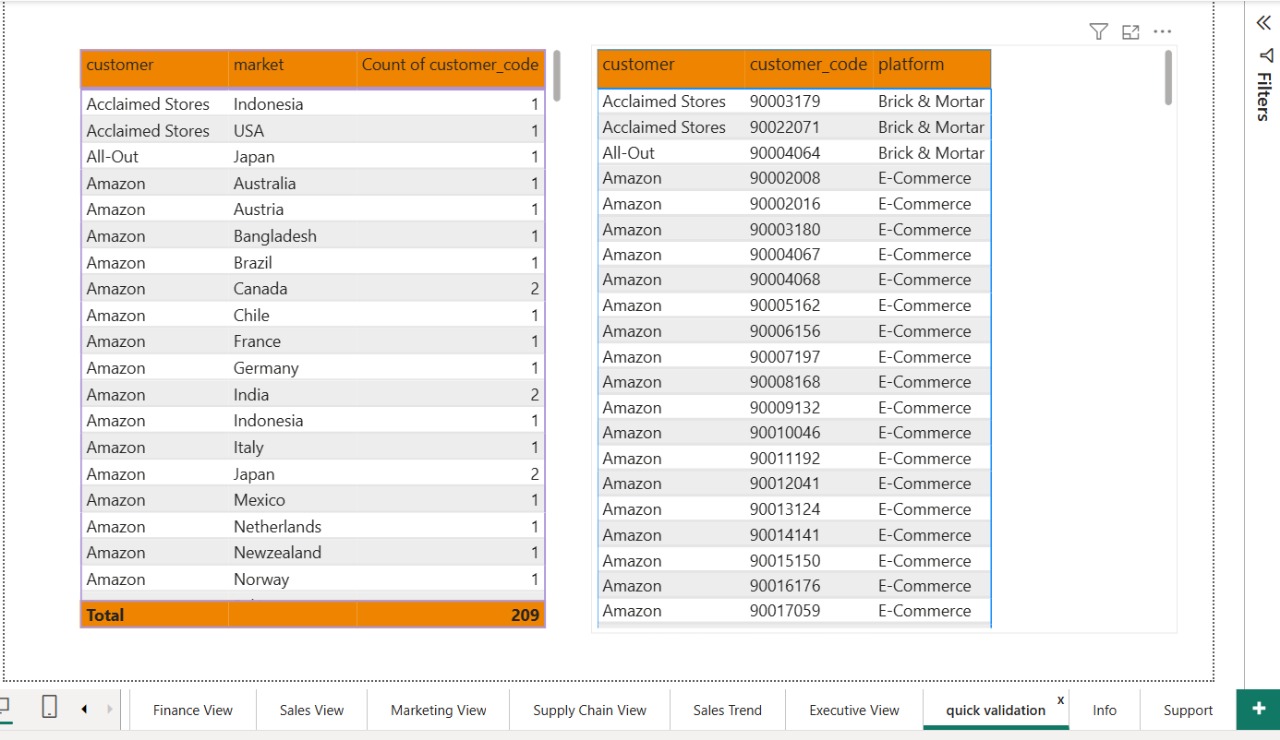 customer market Count of customer_code
Acclaimed Stores Indonesia 1
Acclaimed Stores USA 1
All-Out Japan 1
Amazon Australia 1
Amazon Austria 1
Amazon Bangladesh 1
Amazon Brazil 1
Amazon Canada 2
Amazon Chile 1
Amazon France 1
Amazon Germany 1
Amazon India 2
Amazon Indonesia 1
Amazon Italy 1
Amazon Japan 2
Amazon Mexico 1
Amazon Netherlands 1
Amazon Newzealand 1
Amazon Norway 1
Total 209
customer customer_code platform
Acclaimed Stores 90003179 Brick & Mortar
Acclaimed Stores 90022071 Brick & Mortar
All-Out 90004064 Brick & Mortar
Amazon 90002008 E-Commerce
Amazon 90002016 E-Commerce
Amazon 90003180 E-Commerce
Amazon 90004067 E-Commerce
Amazon 90004068 E-Commerce
Amazon 90005162 E-Commerce
Amazon 90006156 E-Commerce
Amazon 90007197 E-Commerce
Amazon 90008168 E-Commerce
Amazon 90009132 E-Commerce
Amazon 90010046 E-Commerce
Amazon 90011192 E-Commerce
Amazon 90012041 E-Commerce
Amazon 90013124 E-Commerce
Amazon 90014141 E-Commerce
Amazon 90015150 E-Commerce
Amazon 90016176 E-Commerce
Amazon 90017059 E-Commerce
Filters
Finance View Sales View Marketing View Supply Chain View Sales Trend Executive View quick validation x Info Support +